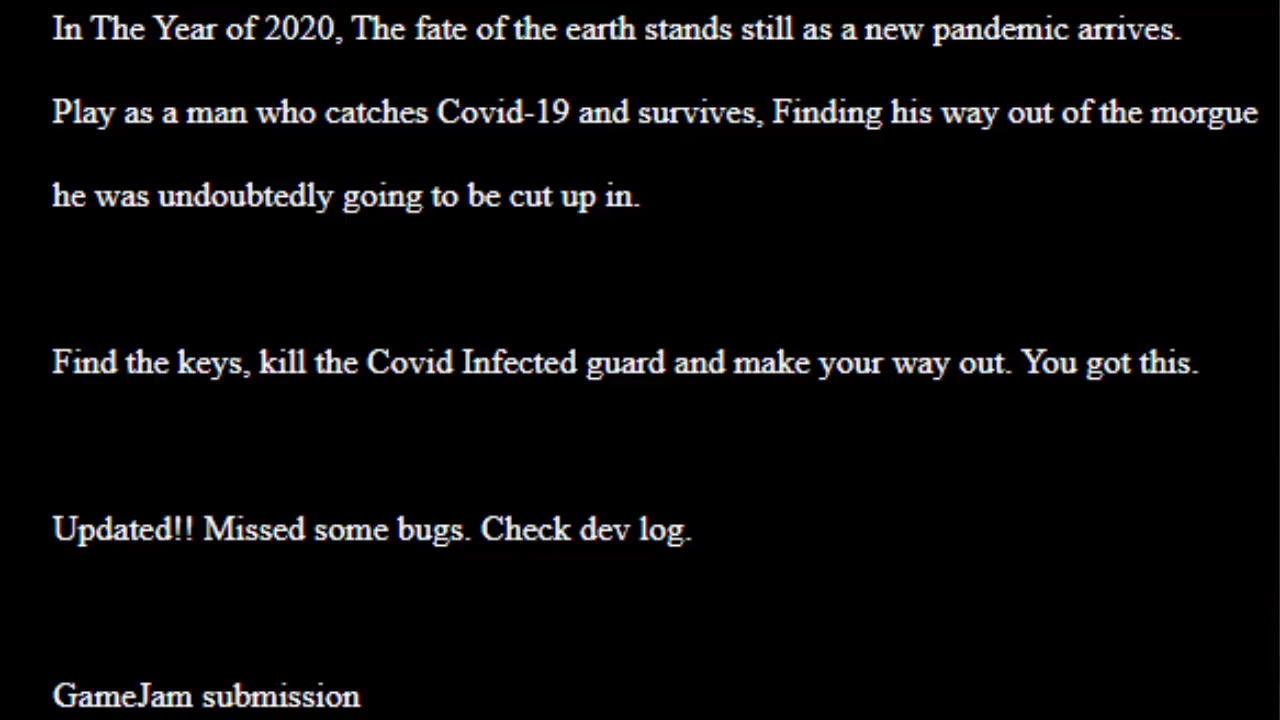 In The Year of 2020, The fate of the earth stands still as a new pandemic arrives.
Play as a man who catches Covid-19 and survives, Finding his way out of the morgue
he was undoubtedly going to be cut up in.
Find the keys, kill the Covid Infected guard and make your way out. You got this.
Updated!! Missed some bugs. Check dev log.
GameJam submission